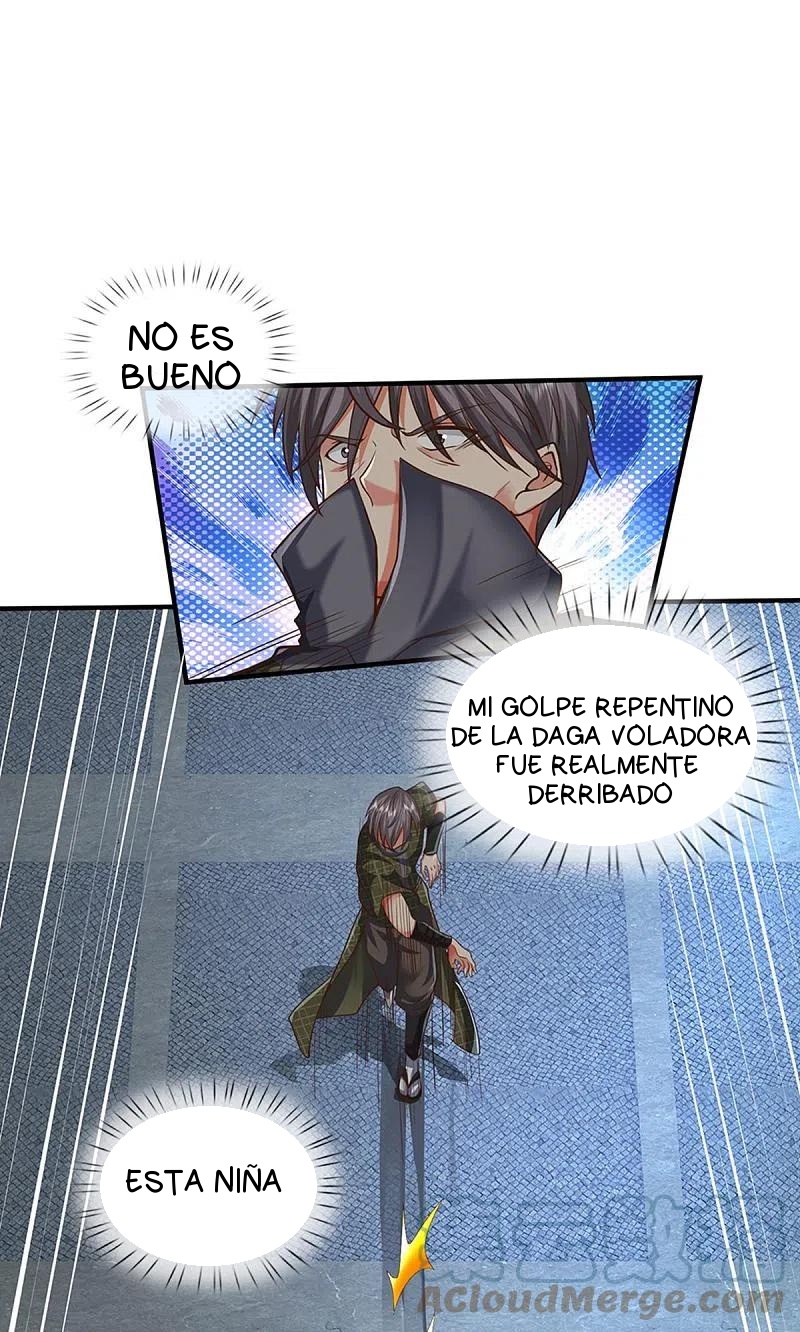 NO ES
BUENO
MI GOLPE REPENTINO
DE LA DAGA VOLADORA
FUE REALMENTE
DERRIBADO
ESTA NIÑA
ACloudMerge.com